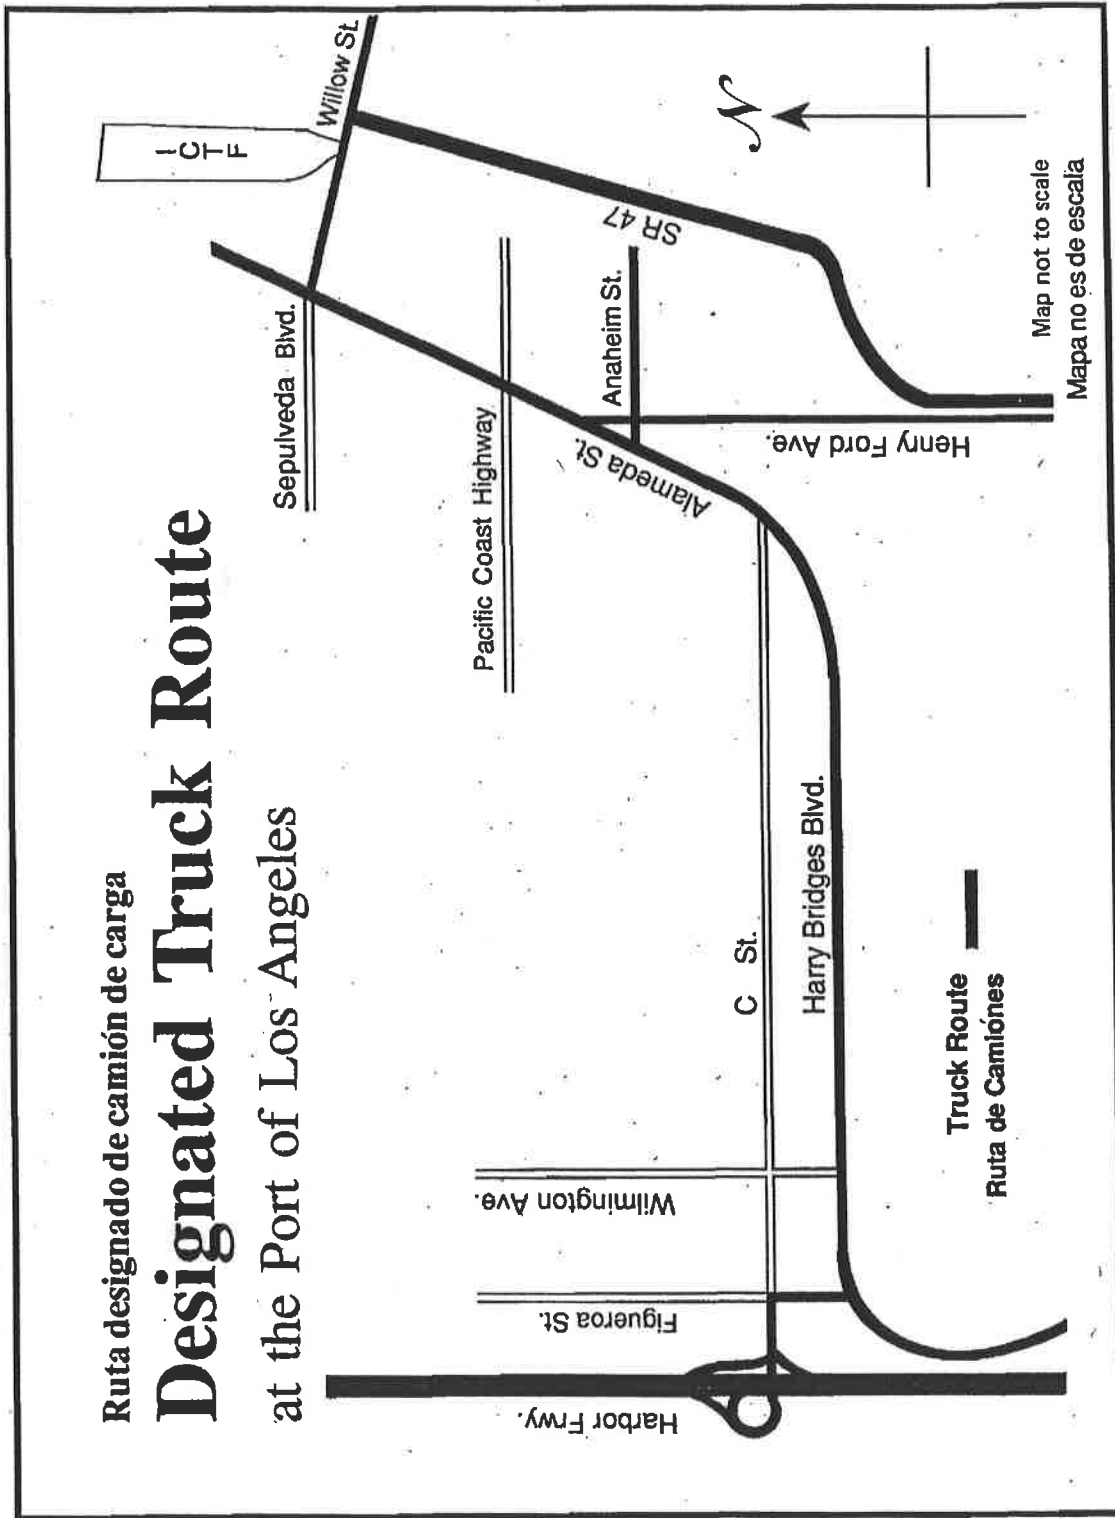 Ruta designado de camión de carga
Designated Truck Route
at the Port of Los Angeles
I
C
T
F
Willow St.
Sepulveda Blvd.
Pacific Coast Highway
SR 47
Anaheim St.
Alameda St.
Henry Ford Ave.
C St.
Harry Bridges Blvd.
Wilmington Ave.
Figueroa St.
Harbor Frwy.
N
Truck Route
Ruta de Camiónes
Map not to scale
Mapa no es de escala